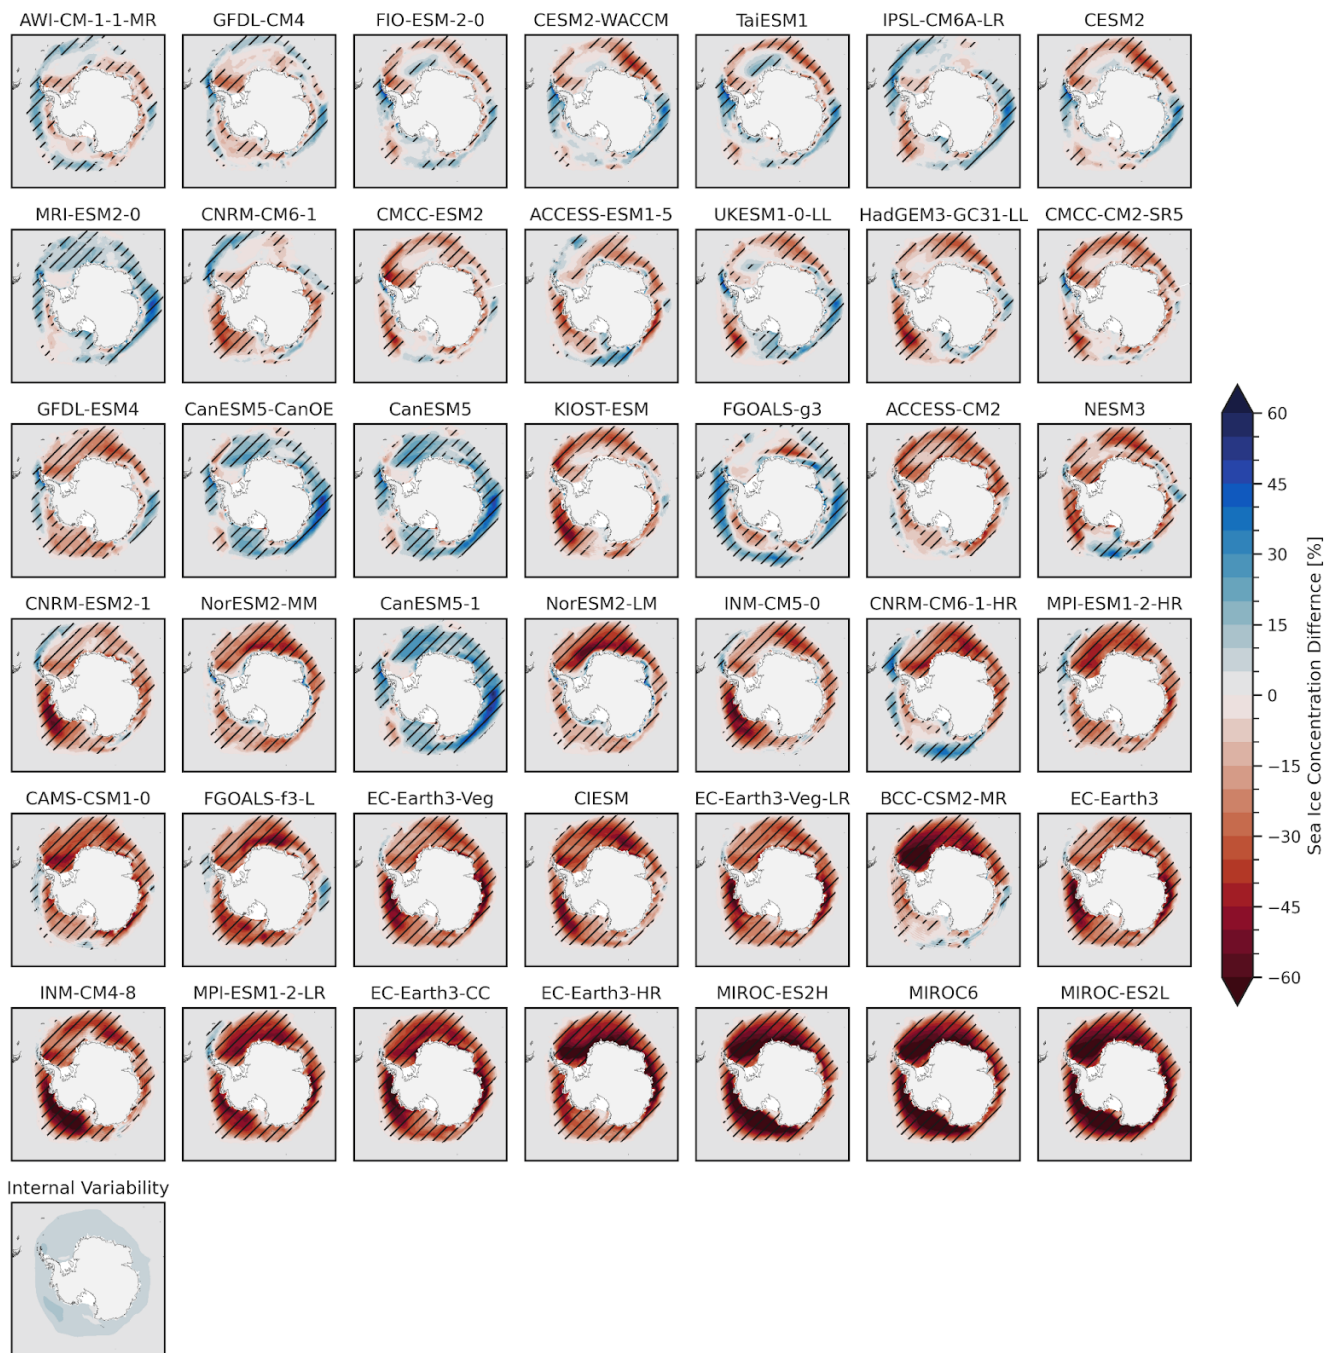 AWI-CM-1-1-MR GFDL-CM4 FIO-ESM-2-0 CESM2-WACCM TaiESM1 IPSL-CM6A-LR CESM2
MRI-ESM2-0 CNRM-CM6-1 CMCC-ESM2 ACCESS-ESM1-5 UKESM1-0-LL HadGEM3-GC31-LL CMCC-CM2-SR5
GFDL-ESM4 CanESM5-CanOE CanESM5 KIOST-ESM FGOALS-g3 ACCESS-CM2 NESM3
CNRM-ESM2-1 NorESM2-MM CanESM5-1 NorESM2-LM INM-CM5-0 CNRM-CM6-1-HR MPI-ESM1-2-HR
CAMS-CSM1-0 FGOALS-f3-L EC-Earth3-Veg CIESM EC-Earth3-Veg-LR BCC-CSM2-MR EC-Earth3
INM-CM4-8 MPI-ESM1-2-LR EC-Earth3-CC EC-Earth3-HR MIROC-ES2H MIROC6 MIROC-ES2L
Internal Variability
60
45
30
15
0
−15
−30
−45
−60
Sea Ice Concentration Differnce [%]